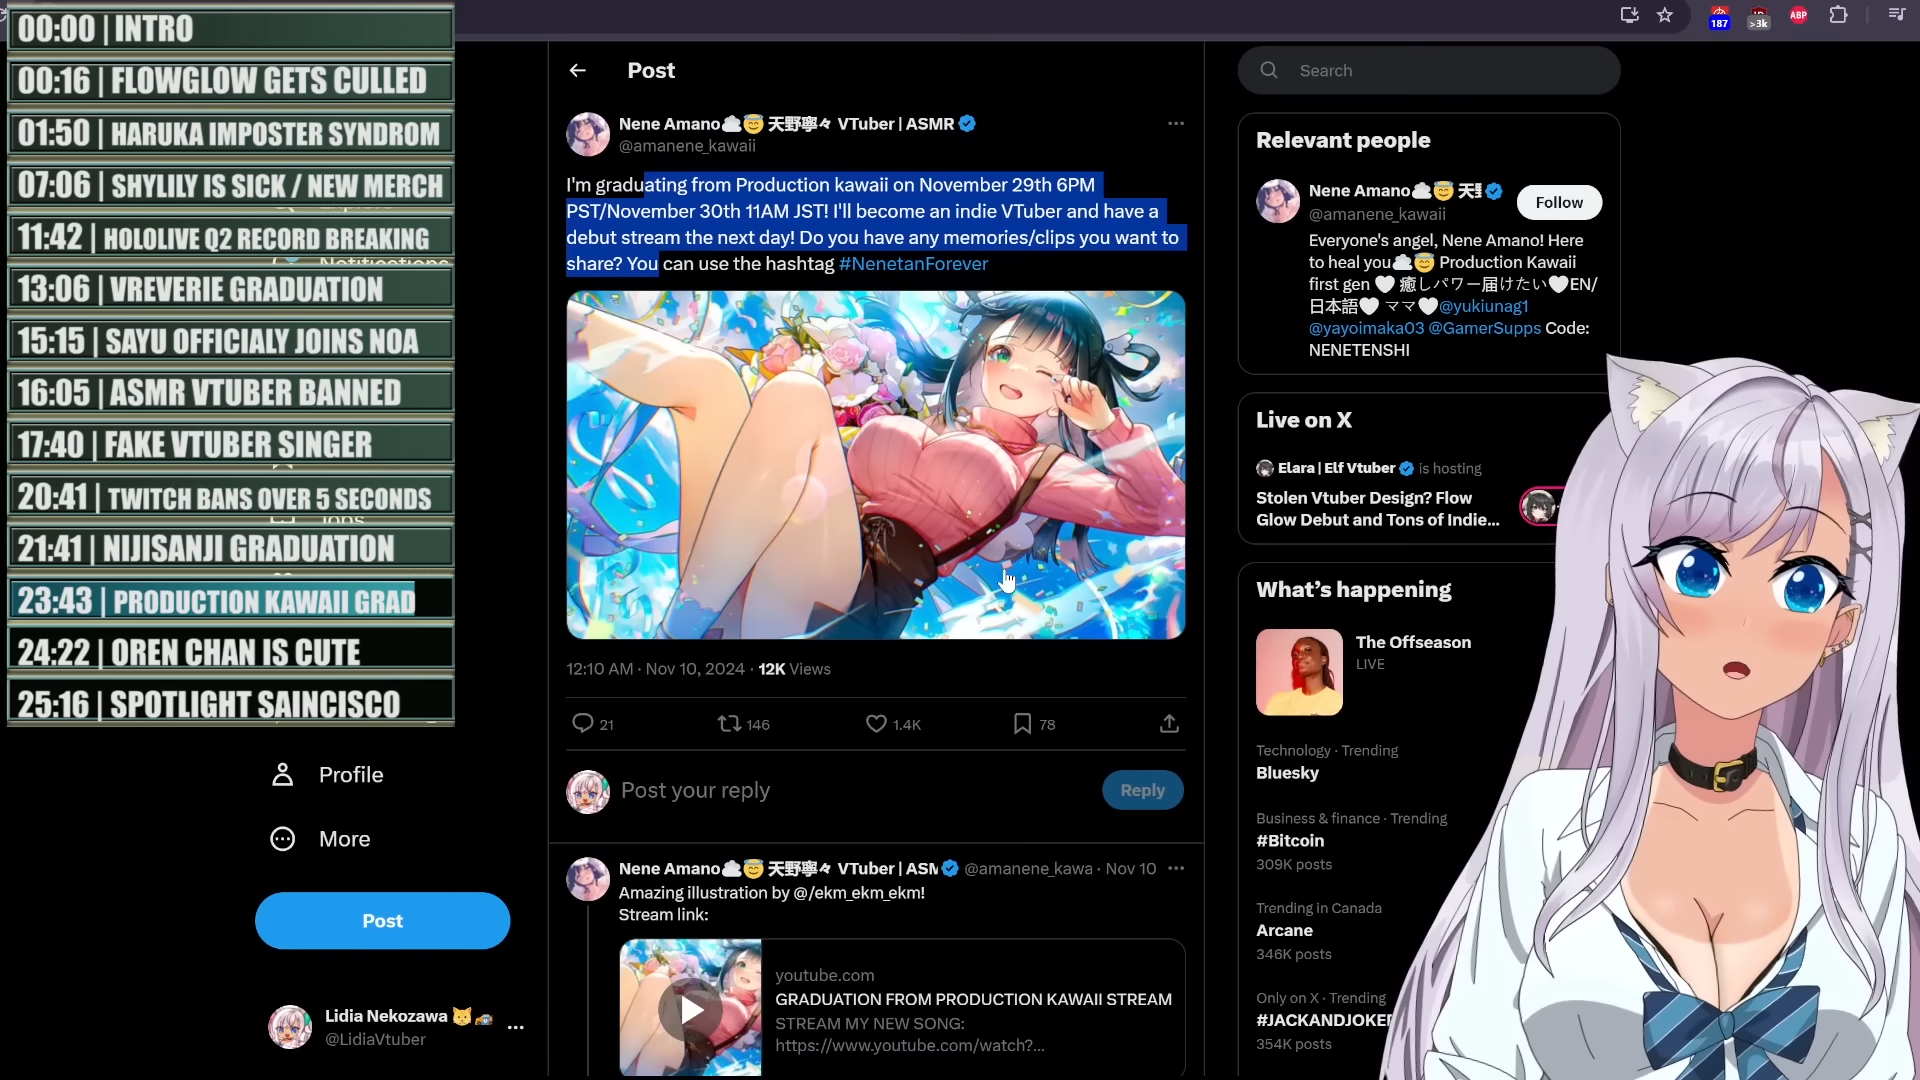 00:00 | INTRO
00:16 | FLOWGLOW GETS CULLED
01:50 | HARUKA IMPOSTER SYNDROM
07:06 | SHYLILY IS SICK / NEW MERCH
11:42 | HOLOLIVE Q2 RECORD BREAKING
13:06 | VREVERIE GRADUATION
15:15 | SAYU OFFICIALY JOINS NOA
16:05 | ASMR VTUBER BANNED
17:40 | FAKE VTUBER SINGER
20:41 | TWITCH BANS OVER 5 SECONDS
21:41 | NIJISANJI GRADUATION
23:43 | PRODUCTION KAWAII GRAD
24:22 | OREN CHAN IS CUTE
25:16 | SPOTLIGHT SAINCISCO
Profile
More
Post
Lidia Nekozawa 🐱
@LidiaVtuber
Post
Nene Amano☁️😇 天野寧々 VTuber | ASMR
@amanene_kawaii
I'm graduating from Production kawaii on November 29th 6PM
PST/November 30th 11AM JST! I'll become an indie VTuber and have a
debut stream the next day! Do you have any memories/clips you want to
share? You can use the hashtag #NenetanForever
12:10 AM · Nov 10, 2024 · 12K Views
21
146
1.4K
78
Post your reply
Reply
Nene Amano☁️😇 天野寧々 VTuber | ASM @amanene_kawa · Nov 10
Amazing illustration by @/ekm_ekm_ekm!
Stream link:
youtube.com
GRADUATION FROM PRODUCTION KAWAII STREAM
STREAM MY NEW SONG:
https://www.youtube.com/watch?...
187
>3k
ABP
Search
Relevant people
Nene Amano☁️😇 天
@amanene_kawaii
Follow
Everyone's angel, Nene Amano! Here
to heal you☁️😇 Production Kawaii
first gen 🤍 癒しパワー届けたい🤍EN/
日本語🤍 ママ🤍@yukiunag1
@yayoimaka03 @GamerSupps Code:
NENETENSHI
Live on X
Elara | Elf Vtuber is hosting
Stolen Vtuber Design? Flow
Glow Debut and Tons of Indie...
What's happening
The Offseason
LIVE
Technology · Trending
Bluesky
Business & finance · Trending
#Bitcoin
309K posts
Trending in Canada
Arcane
346K posts
Only on X · Trending
#JACKANDJOKER
354K posts